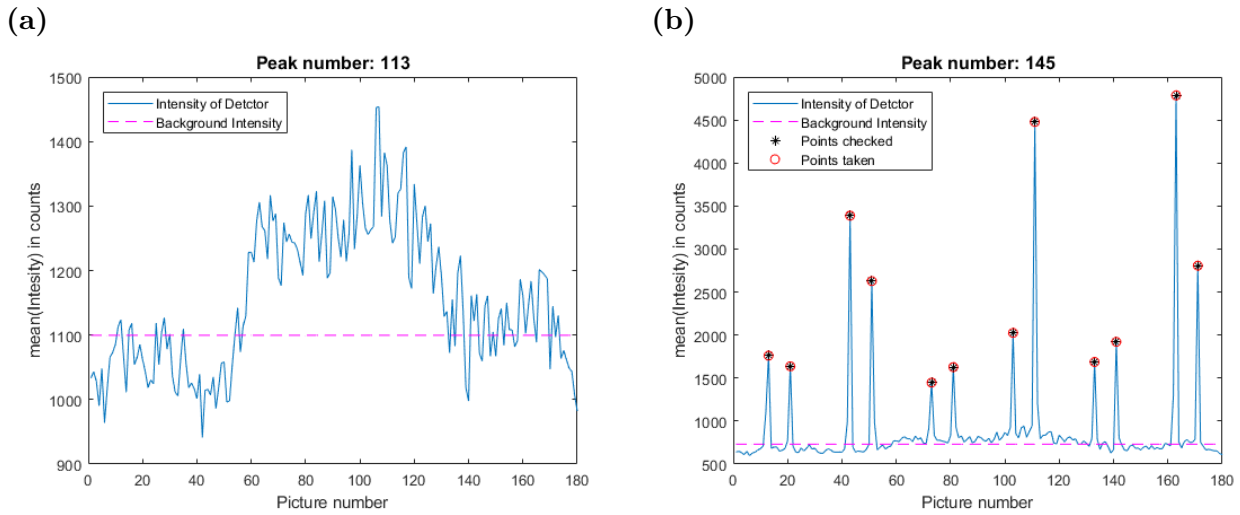 (a)
Peak number: 113
mean(Intesity) in counts
1500
1400
1300
1200
1100
1000
900
Intensity of Detctor
Background Intensity
0 20 40 60 80 100 120 140 160 180
Picture number
(b)
Peak number: 145
mean(Intesity) in counts
5000
4500
4000
3500
3000
2500
2000
1500
1000
500
Intensity of Detctor
Background Intensity
Points checked
Points taken
0 20 40 60 80 100 120 140 160 180
Picture number